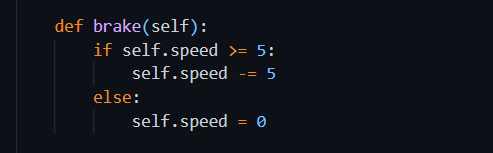 def brake(self):
    if self.speed >= 5:
        self.speed -= 5
    else:
        self.speed = 0